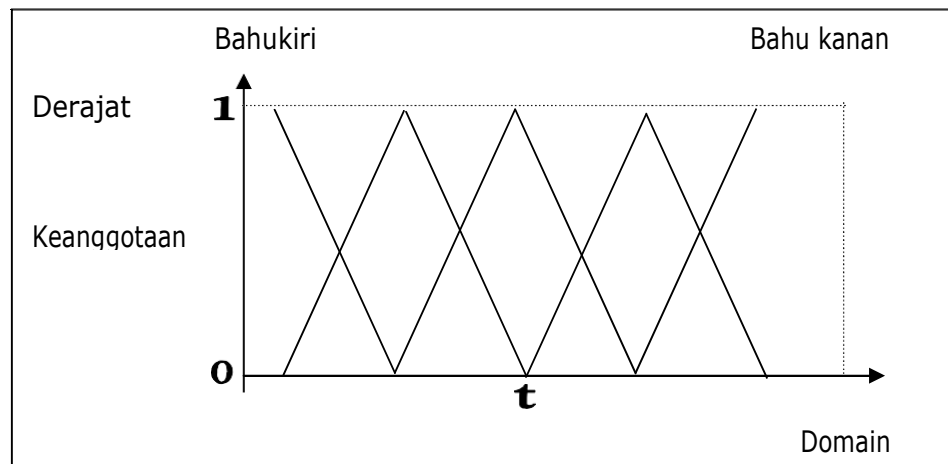 Bahukiri Bahu kanan
Derajat 1
Keanggotaan
0
t
Domain